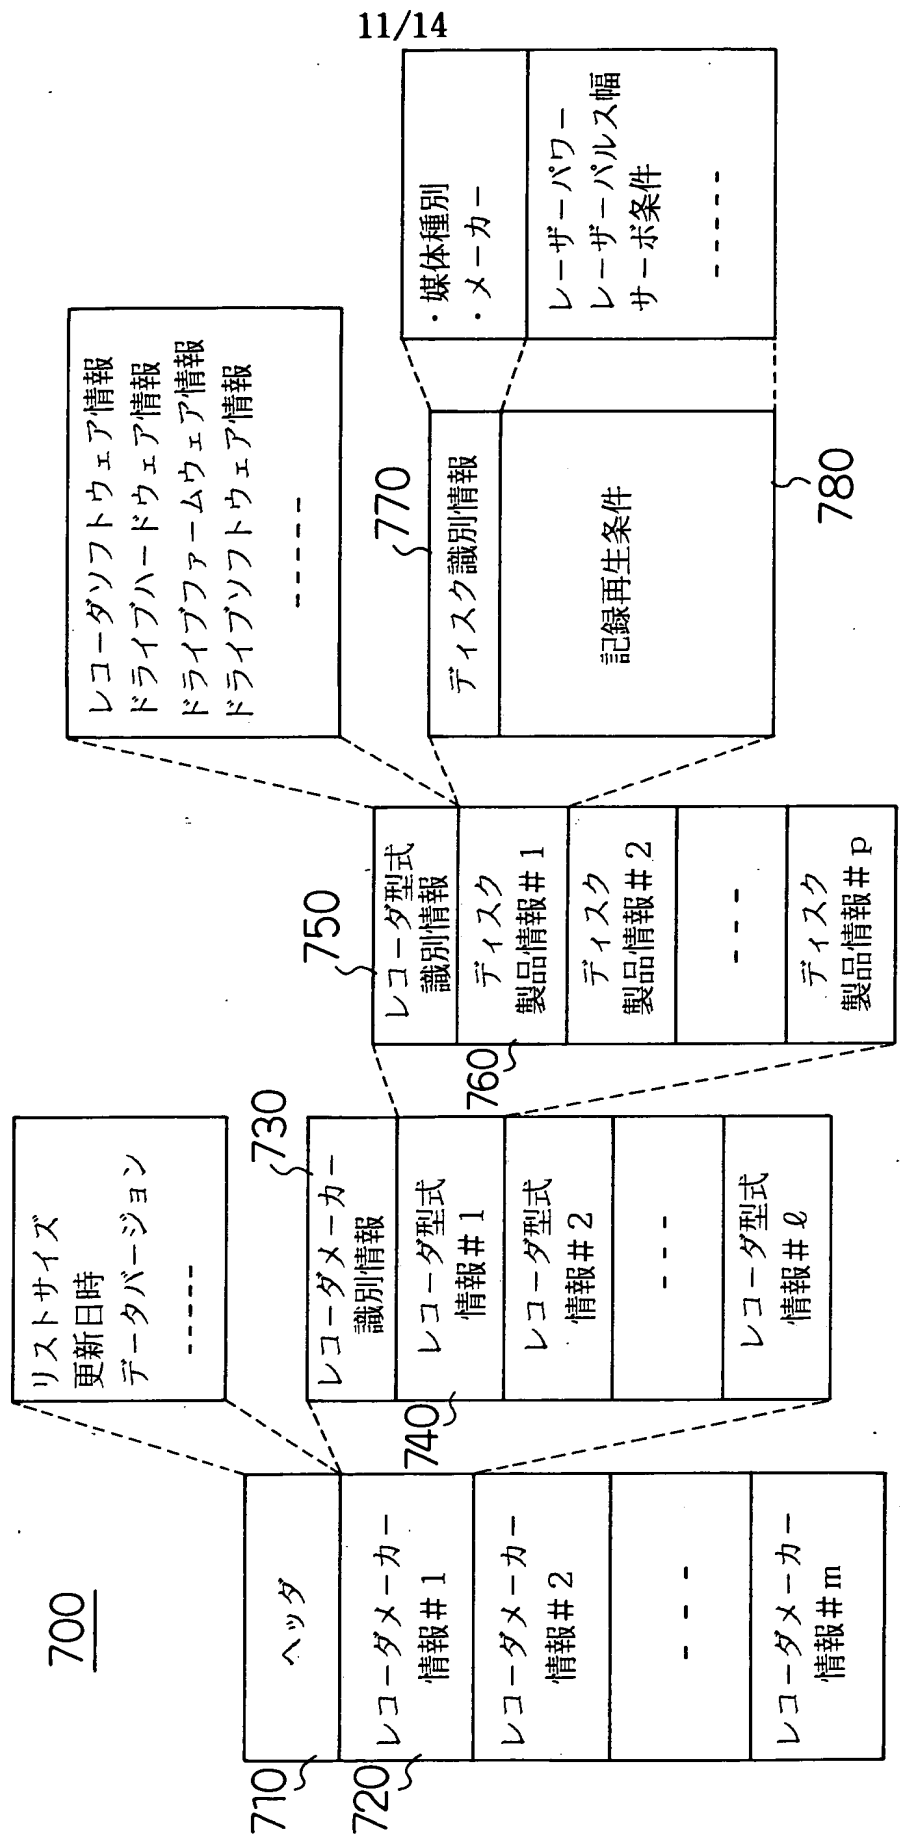 11/14
700
710
ヘッダ
720
レコーダメーカー
情報#1
レコーダメーカー
情報#2
---
レコーダメーカー
情報#m
リストサイズ
更新日時
データバージョン
-----
730
レコーダメーカー
識別情報
740
レコーダ型式
情報#1
レコーダ型式
情報#2
---
レコーダ型式
情報#ℓ
750
レコーダ型式
識別情報
760
ディスク
製品情報#1
ディスク
製品情報#2
---
ディスク
製品情報#p
レコーダソフトウェア情報
ドライブハードウェア情報
ドライブファームウェア情報
ドライブソフトウェア情報
-----
770
ディスク識別情報
記録再生条件
780
・媒体種別
・メーカー
レーザーパワー
レーザーパルス幅
サーボ条件
-----